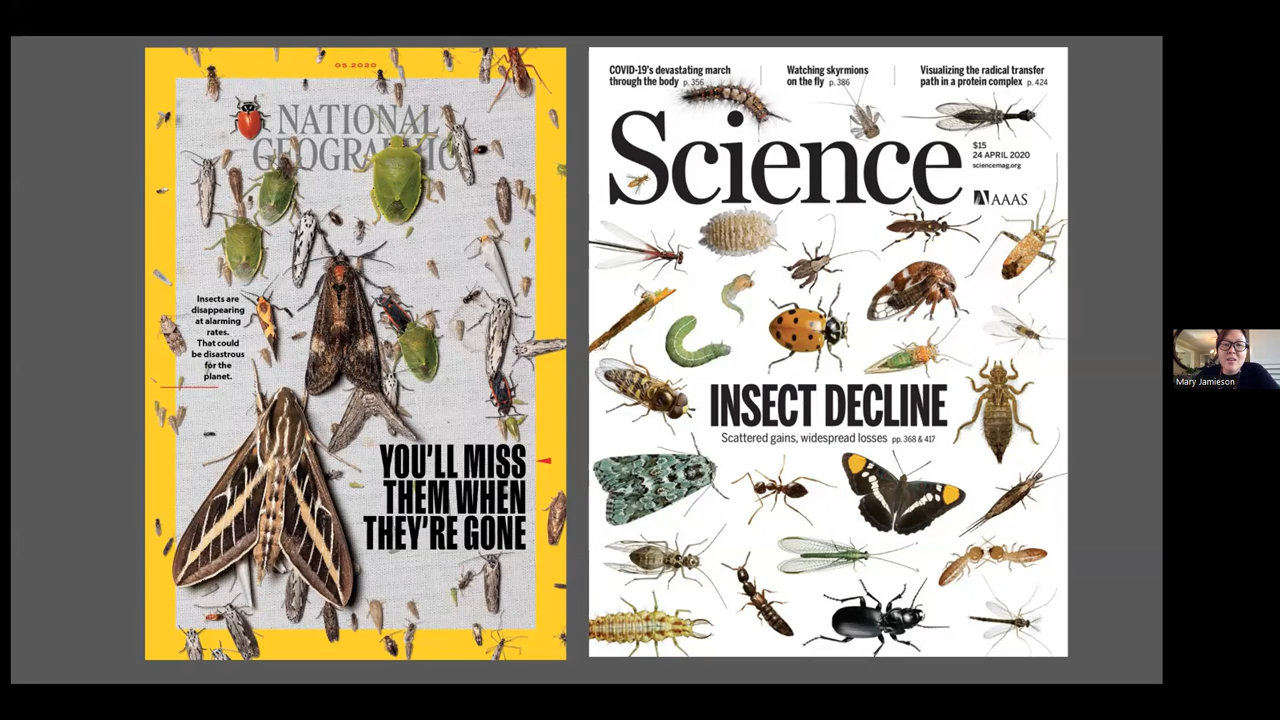 05.2020
NATIONAL
GEOGRAPHIC
Insects are
disappearing
at alarming
rates.
That could
be disastrous
for the
planet.
YOU'LL MISS
THEM WHEN
THEY'RE GONE
COVID-19's devastating march
through the body p. 356
Watching skyrmions
on the fly p. 386
Visualizing the radical transfer
path in a protein complex p. 424
Science
$15
24 APRIL 2020
sciencemag.org
AAAS
INSECT DECLINE
Scattered gains, widespread losses pp. 368 & 417
Mary Jamieson